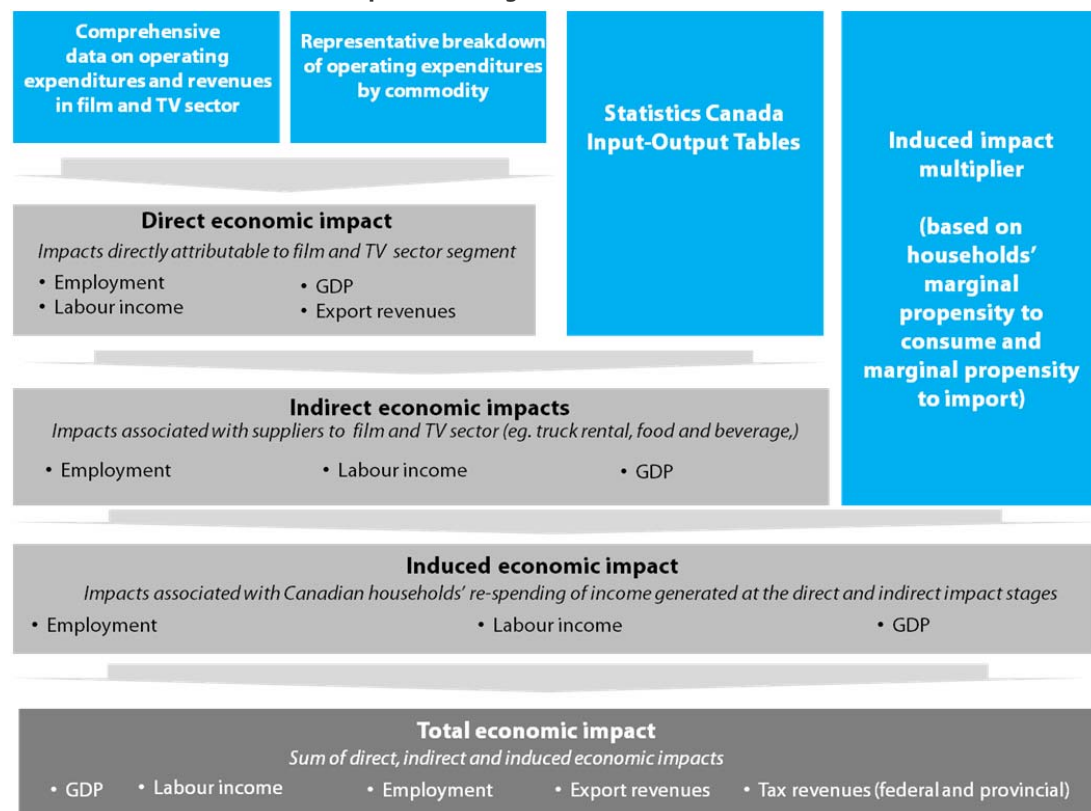 Comprehensive
data on operating
expenditures and revenues
in film and TV sector
Representative breakdown
of operating expenditures
by commodity
Statistics Canada
Input-Output Tables
Induced impact
multiplier
(based on
households’
marginal
propensity to
consume and
marginal propensity
to import)
Direct economic impact
Impacts directly attributable to film and TV sector segment
• Employment
• Labour income
• GDP
• Export revenues
Indirect economic impacts
Impacts associated with suppliers to film and TV sector (eg. truck rental, food and beverage,)
• Employment
• Labour income
• GDP
Induced economic impact
Impacts associated with Canadian households’ re-spending of income generated at the direct and indirect impact stages
• Employment
• Labour income
• GDP
Total economic impact
Sum of direct, indirect and induced economic impacts
• GDP
• Labour income
• Employment
• Export revenues
• Tax revenues (federal and provincial)